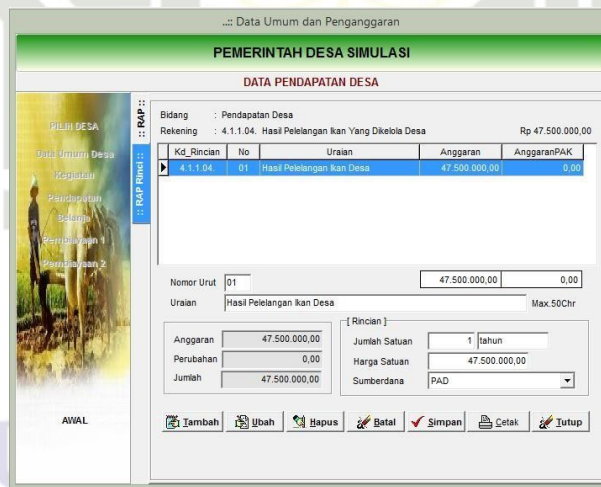 ..:: Data Umum dan Penganggaran
PEMERINTAH DESA SIMULASI
DATA PENDAPATAN DESA
PILIH DESA
Data Umum Desa
Kegiatan
Pendapatan
Belanja
Pembiayaan 1
Pembiayaan 2
AWAL
:: RAP ::
:: RAP Rinci ::
Bidang : Pendapatan Desa
Rekening : 4.1.1.04. Hasil Pelelangan Ikan Yang Dikelola Desa Rp 47.500.000,00
Kd_Rincian No Uraian Anggaran AnggaranPAK
4.1.1.04. 01 Hasil Pelelangan Ikan Desa 47.500.000,00 0,00
Nomor Urut 01 47.500.000,00 0,00
Uraian Hasil Pelelangan Ikan Desa Max.50Chr
[ Rincian ]
Anggaran 47.500.000,00 Jumlah Satuan 1 tahun
Perubahan 0,00 Harga Satuan 47.500.000,00
Jumlah 47.500.000,00 Sumberdana PAD
Tambah Ubah Hapus Batal Simpan Cetak Tutup